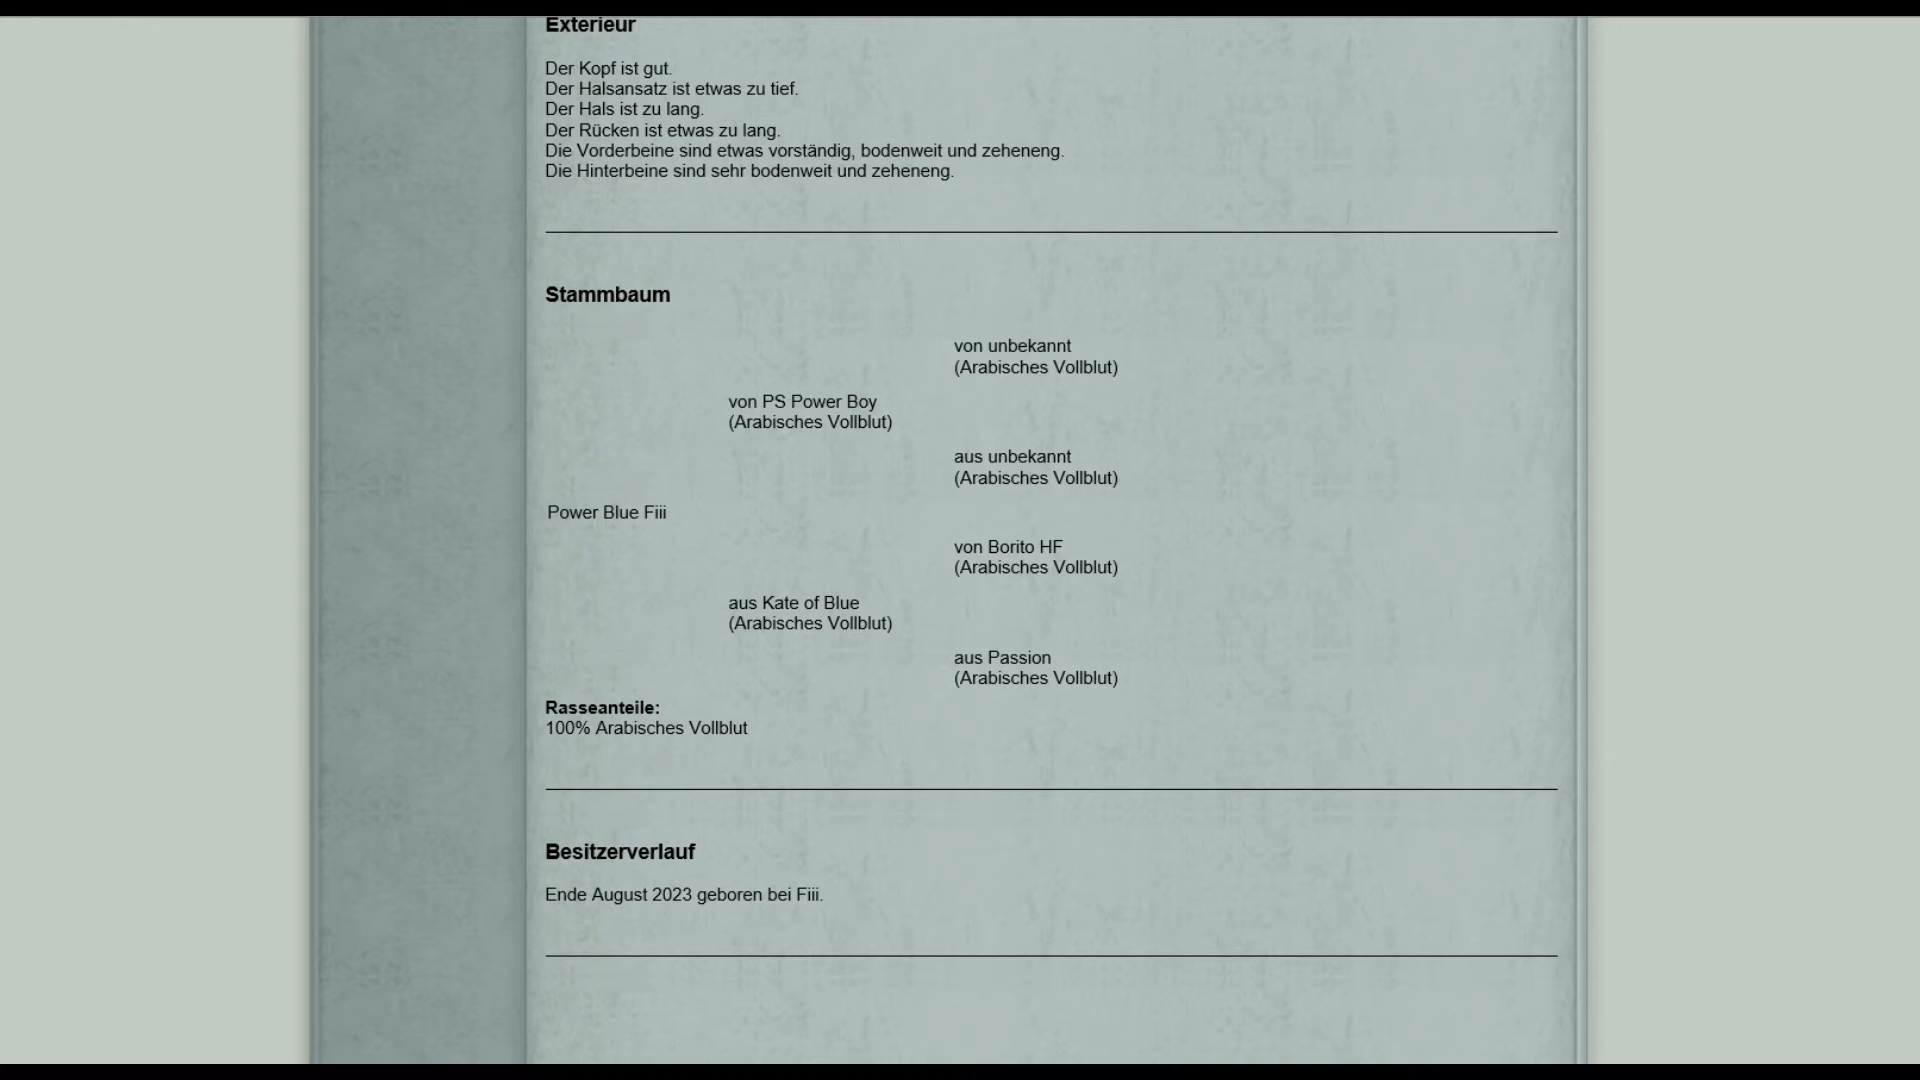 Exterieur
Der Kopf ist gut.
Der Halsansatz ist etwas zu tief.
Der Hals ist zu lang.
Der Rücken ist etwas zu lang.
Die Vorderbeine sind etwas vorständig, bodenweit und zeheneng.
Die Hinterbeine sind sehr bodenweit und zeheneng.
Stammbaum
von unbekannt
(Arabisches Vollblut)
von PS Power Boy
(Arabisches Vollblut)
aus unbekannt
(Arabisches Vollblut)
Power Blue Fiii
von Borito HF
(Arabisches Vollblut)
aus Kate of Blue
(Arabisches Vollblut)
aus Passion
(Arabisches Vollblut)
Rasseanteile:
100% Arabisches Vollblut
Besitzerverlauf
Ende August 2023 geboren bei Fiii.